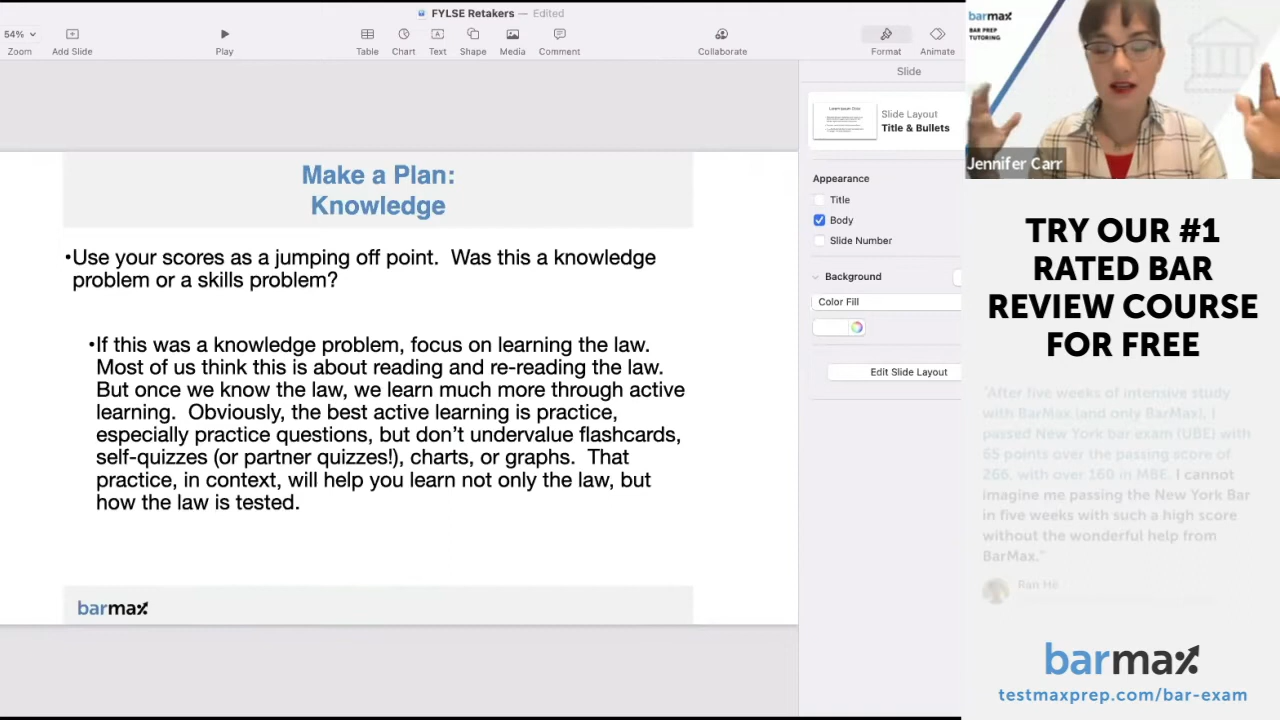 FYLSE Retakers — Edited
54%
Zoom
Add Slide
Play
Table
Chart
Text
Shape
Media
Comment
Collaborate
Format
Animate
Make a Plan:
Knowledge
•Use your scores as a jumping off point.  Was this a knowledge
problem or a skills problem?
•If this was a knowledge problem, focus on learning the law.
Most of us think this is about reading and re-reading the law.
But once we know the law, we learn much more through active
learning.  Obviously, the best active learning is practice,
especially practice questions, but don’t undervalue flashcards,
self-quizzes (or partner quizzes!), charts, or graphs.  That
practice, in context, will help you learn not only the law, but
how the law is tested.
barmax
Slide
Slide Layout
Title & Bullets
Appearance
Title
Body
Slide Number
Background
Color Fill
Edit Slide Layout
barmax
BAR PREP
TUTORING
Jennifer Carr
TRY OUR #1
RATED BAR
REVIEW COURSE
FOR FREE
"After five weeks of intensive study
with BarMax (and only BarMax), I
passed New York bar exam (UBE) with
65 points over the passing score of
266, with over 160 in MBE. I cannot
imagine me passing the New York Bar
in five weeks with such a high score
without the wonderful help from
BarMax."
Ran He
barmax
testmaxprep.com/bar-exam